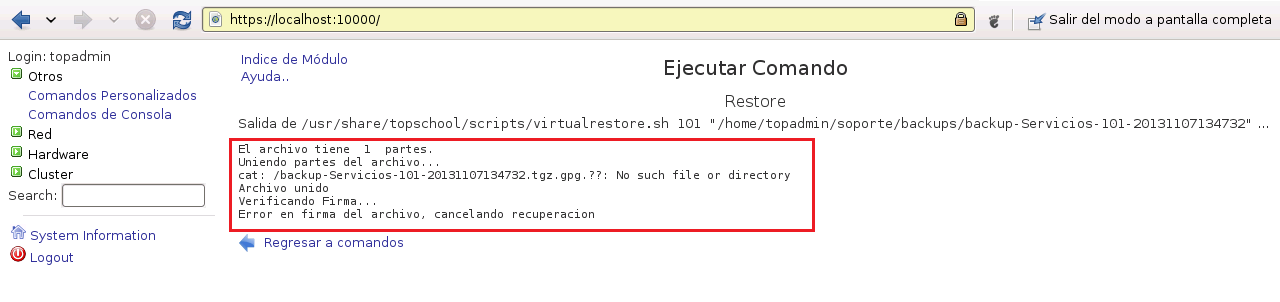 https://localhost:10000/
Salir del modo a pantalla completa
Login: topadmin
Otros
Comandos Personalizados
Comandos de Consola
Red
Hardware
Cluster
Search:
System Information
Logout
Indice de Módulo
Ayuda..
Ejecutar Comando
Restore
Salida de /usr/share/topschool/scripts/virtualrestore.sh 101 "/home/topadmin/soporte/backups/backup-Servicios-101-20131107134732" ...
El archivo tiene  1  partes.
Uniendo partes del archivo...
cat: /backup-Servicios-101-20131107134732.tgz.gpg.??: No such file or directory
Archivo unido
Verificando Firma...
Error en firma del archivo, cancelando recuperacion
Regresar a comandos